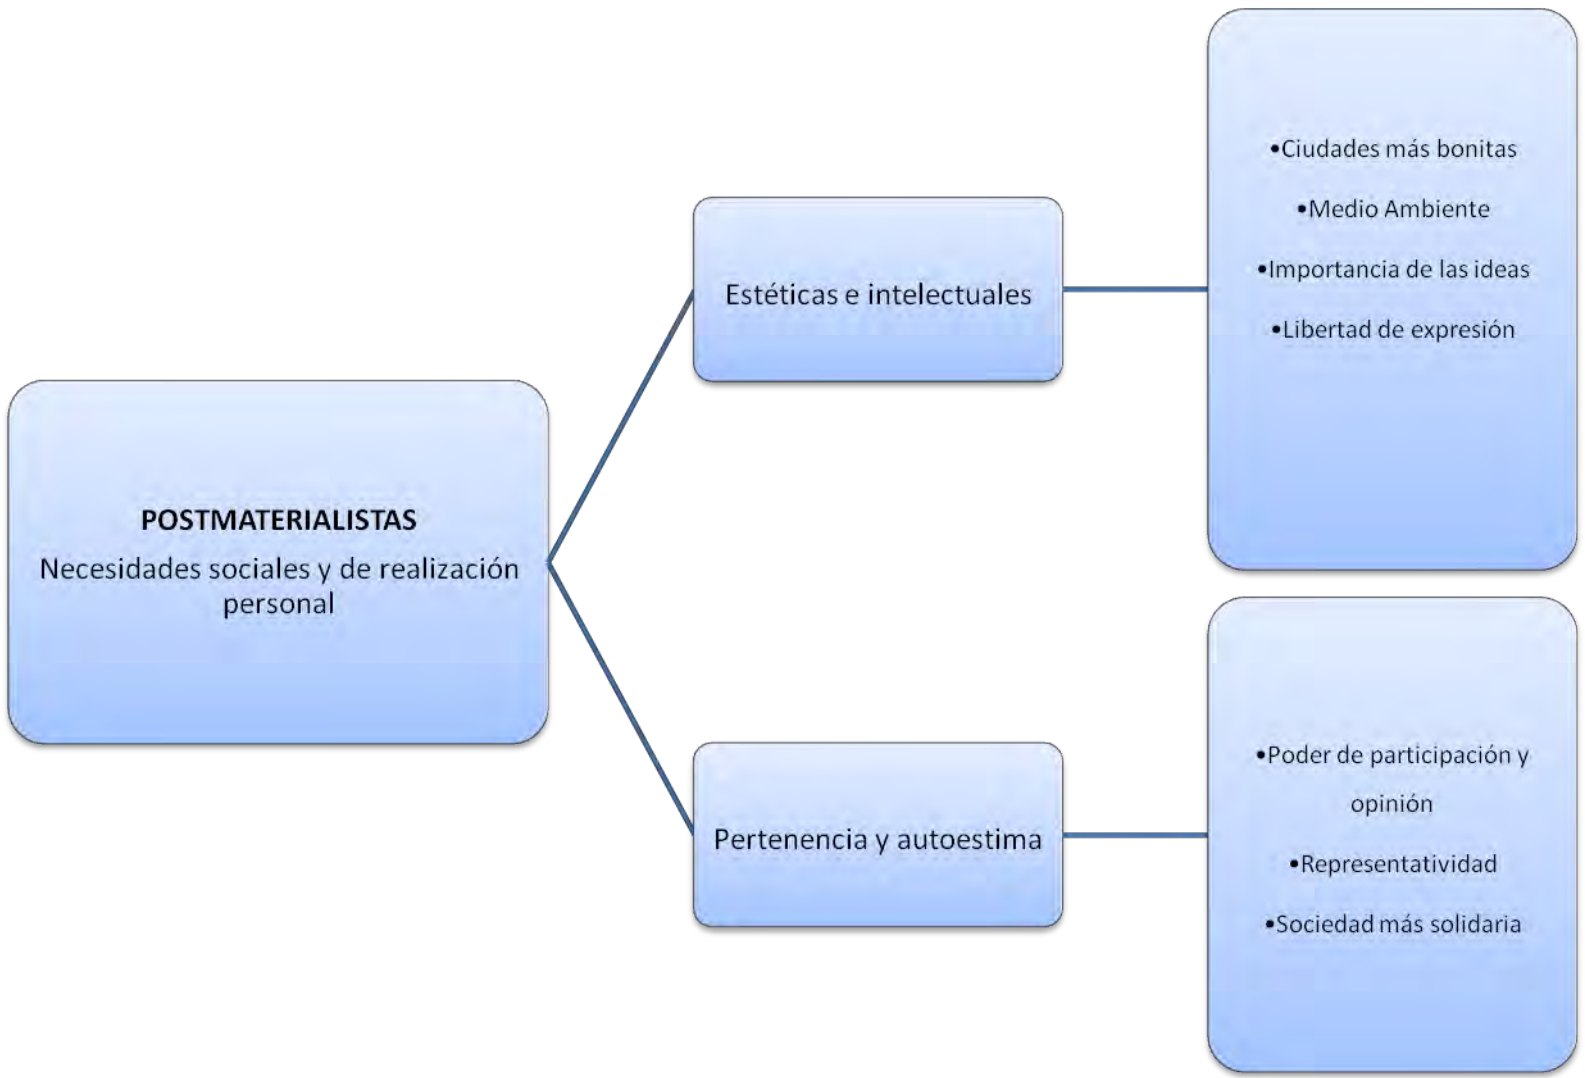 POSTMATERIALISTAS
Necesidades sociales y de realización
personal
Estéticas e intelectuales
•Ciudades más bonitas
•Medio Ambiente
•Importancia de las ideas
•Libertad de expresión
Pertenencia y autoestima
•Poder de participación y
opinión
•Representatividad
•Sociedad más solidaria